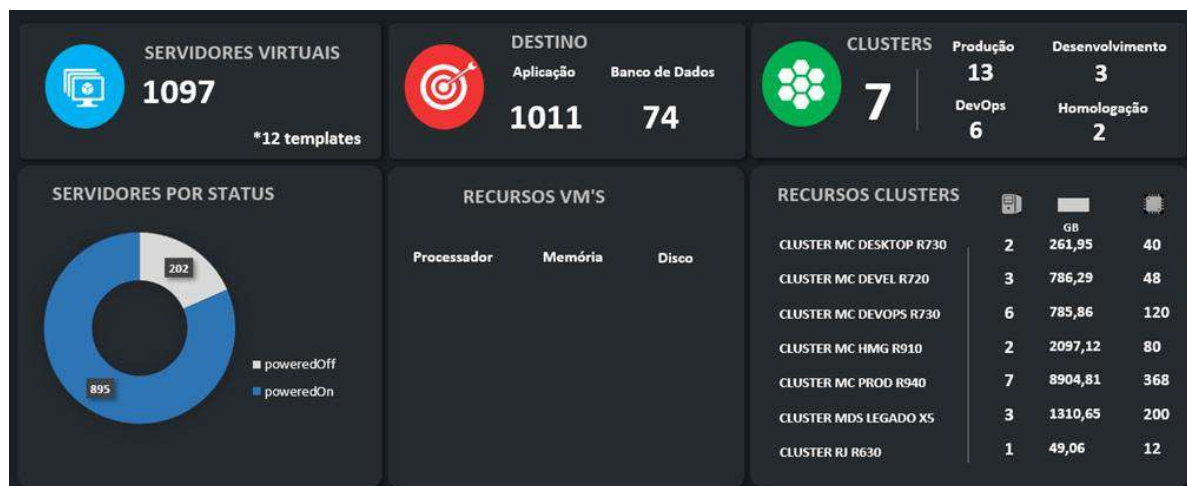 SERVIDORES VIRTUAIS
1097
*12 templates
DESTINO
Aplicação Banco de Dados
1011 74
CLUSTERS
7
Produção Desenvolvimento
13 3
DevOps Homologação
6 2
SERVIDORES POR STATUS
202
895
poweredOff
poweredOn
RECURSOS VM'S
Processador Memória Disco
RECURSOS CLUSTERS
GB
CLUSTER MC DESKTOP R730 2 261,95 40
CLUSTER MC DEVEL R720 3 786,29 48
CLUSTER MC DEVOPS R730 6 785,86 120
CLUSTER MC HMG R910 2 2097,12 80
CLUSTER MC PROD R940 7 8904,81 368
CLUSTER MDS LEGADO X5 3 1310,65 200
CLUSTER RJ R630 1 49,06 12